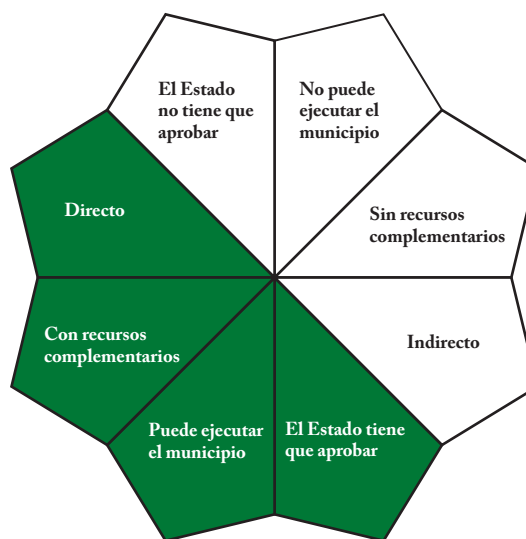 El Estado
no tiene que
aprobar
No puede
ejecutar el
municipio
Directo
Sin recursos
complementarios
Con recursos
complementarios
Indirecto
Puede ejecutar
el municipio
El Estado tiene
que aprobar